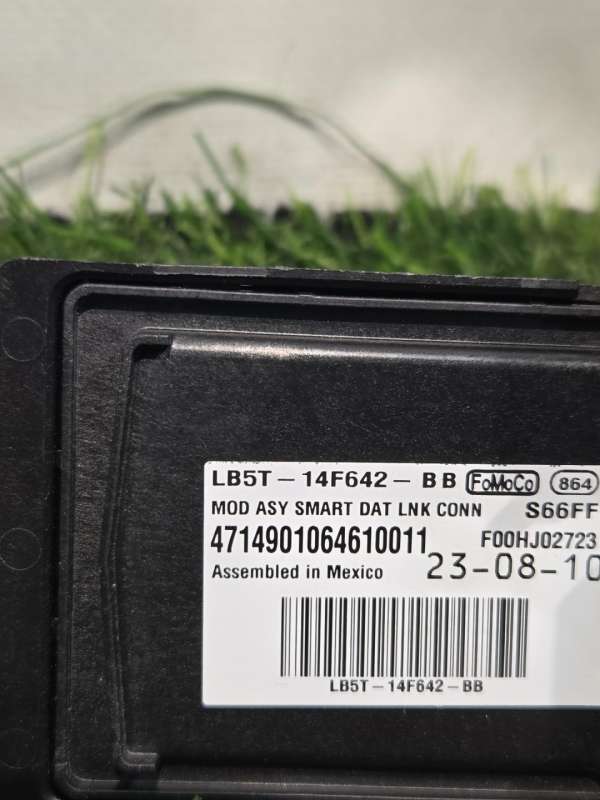 LB5T-14F642-BB FoMoCo 864
MOD ASY SMART DAT LNK CONN S66FF
4714901064610011 F00HJ02723
Assembled in Mexico 23-08-10
LB5T-14F642-BB